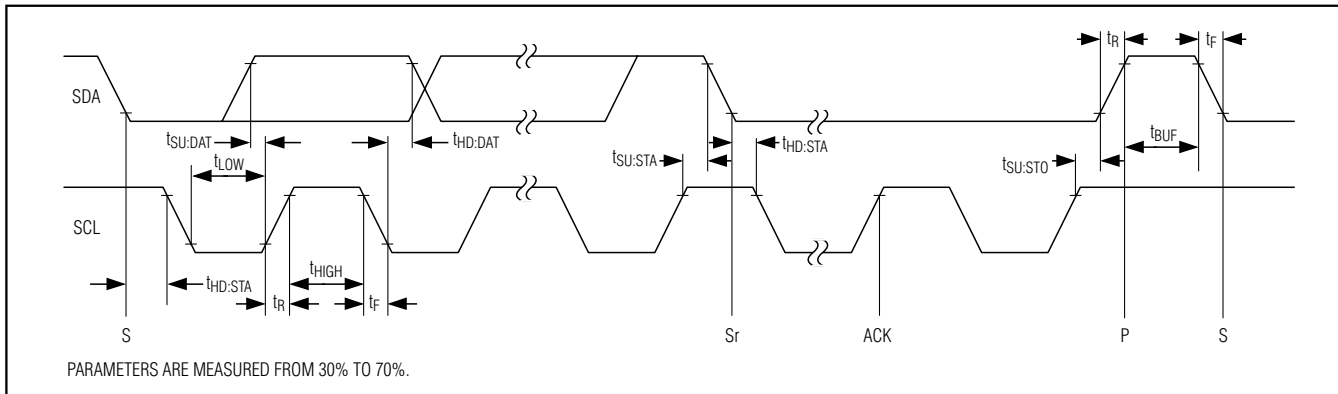 tR
tF
SDA
tSU:DAT
tHD:DAT
tBUF
tLOW
tSU:STA
tHD:STA
tSU:STO
SCL
tHIGH
tHD:STA
tR
tF
S
Sr
ACK
P
S
PARAMETERS ARE MEASURED FROM 30% TO 70%.